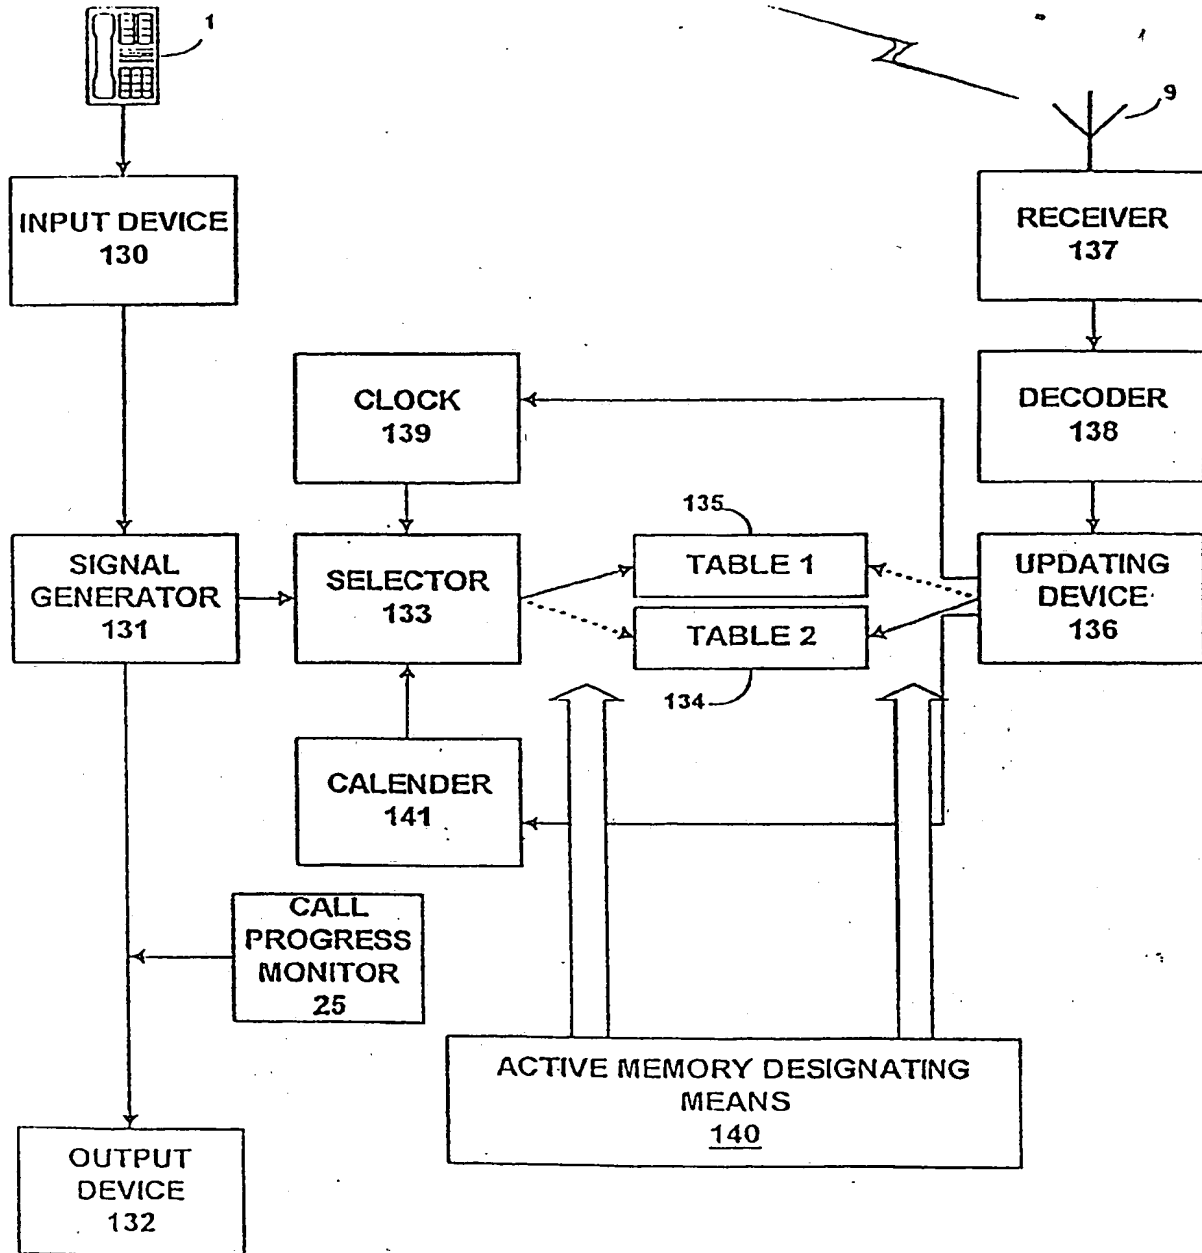 1
9
INPUT DEVICE
130
RECEIVER
137
CLOCK
139
DECODER
138
135
SIGNAL
GENERATOR
131
SELECTOR
133
TABLE 1
TABLE 2
134
UPDATING
DEVICE
136
CALENDER
141
CALL
PROGRESS
MONITOR
25
ACTIVE MEMORY DESIGNATING
MEANS
140
OUTPUT
DEVICE
132